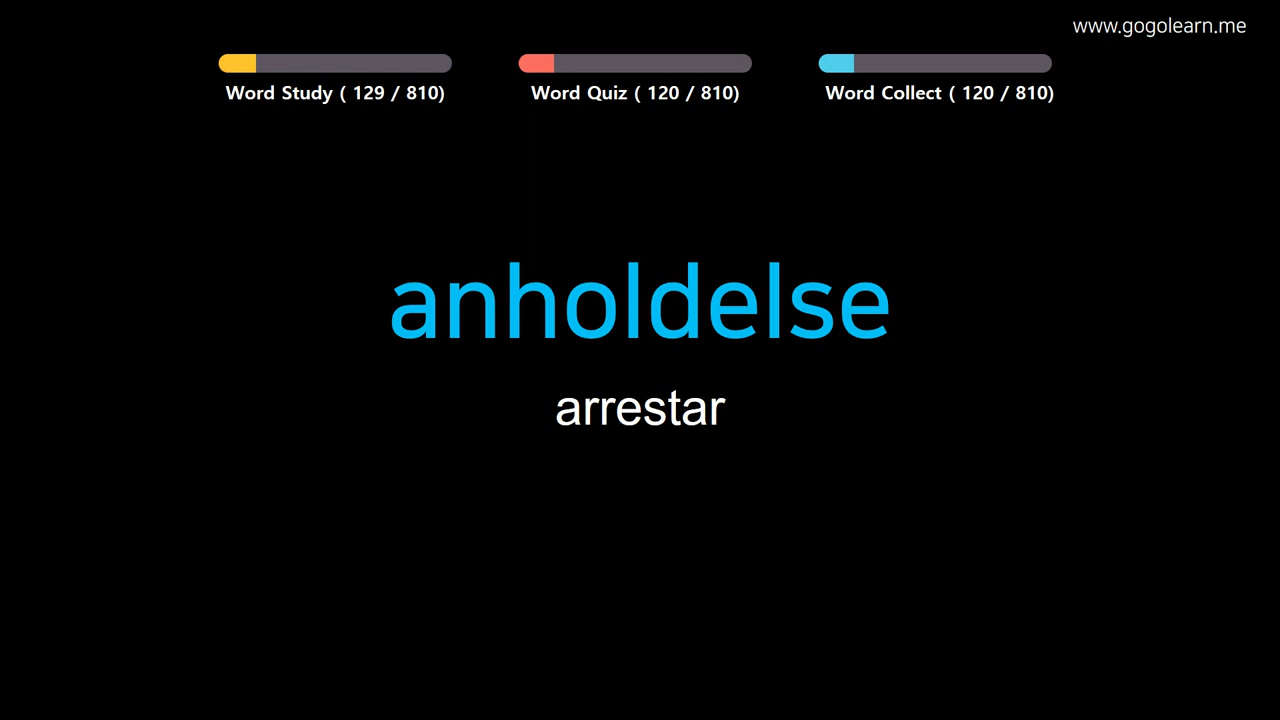 www.gogolearn.me
Word Study ( 129 / 810)
Word Quiz ( 120 / 810)
Word Collect ( 120 / 810)
anholdelse
arrestar